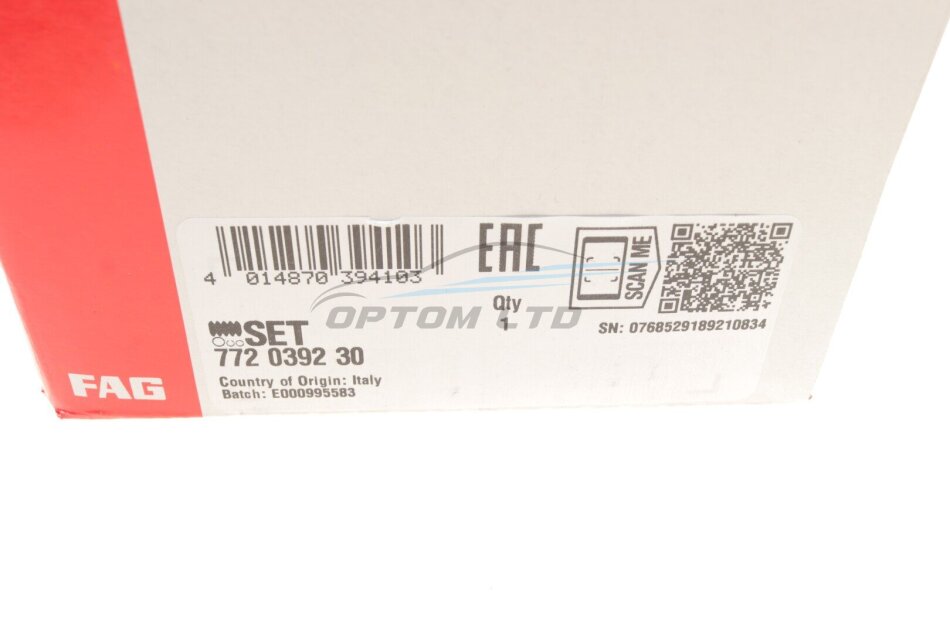 4 014870 394103
EAC
SCAN ME
Qty
1
SN: 0768529189210834
OPTOM LTD
SET
772 0392 30
Country of Origin: Italy
Batch: E000995583
FAG